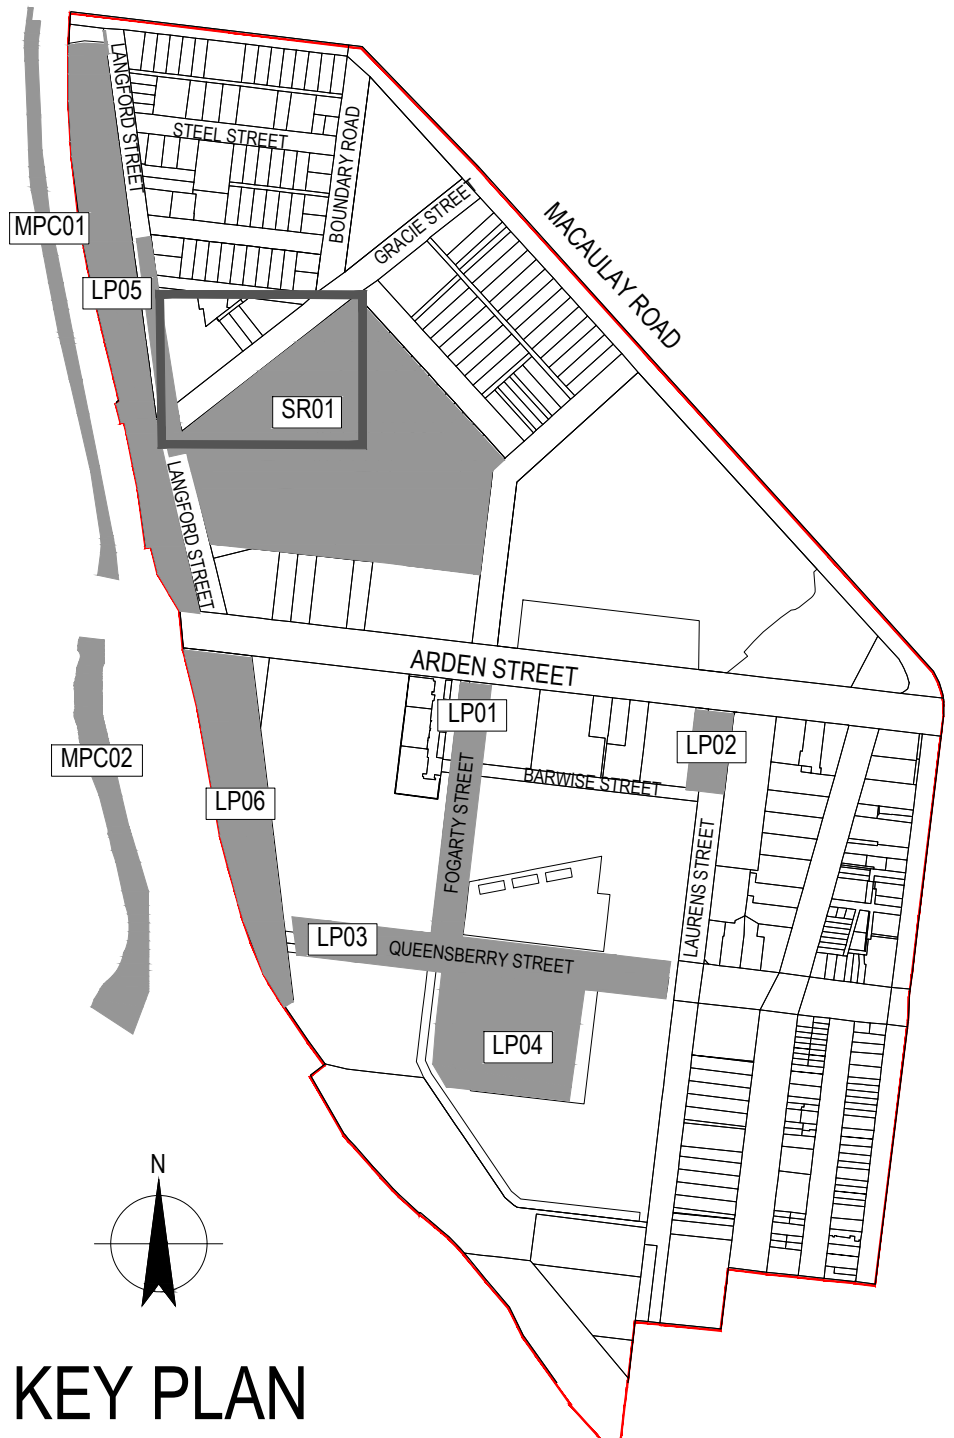 LANGFORD STREET
STEEL STREET
BOUNDARY ROAD
GRACIE STREET
MACAULAY ROAD
MPC01
LP05
SR01
LANGFORD STREET
ARDEN STREET
LP01
LP02
MPC02
BARWISE STREET
LP06
FOGARTY STREET
LAURENS STREET
LP03
QUEENSBERRY STREET
LP04
N
KEY PLAN